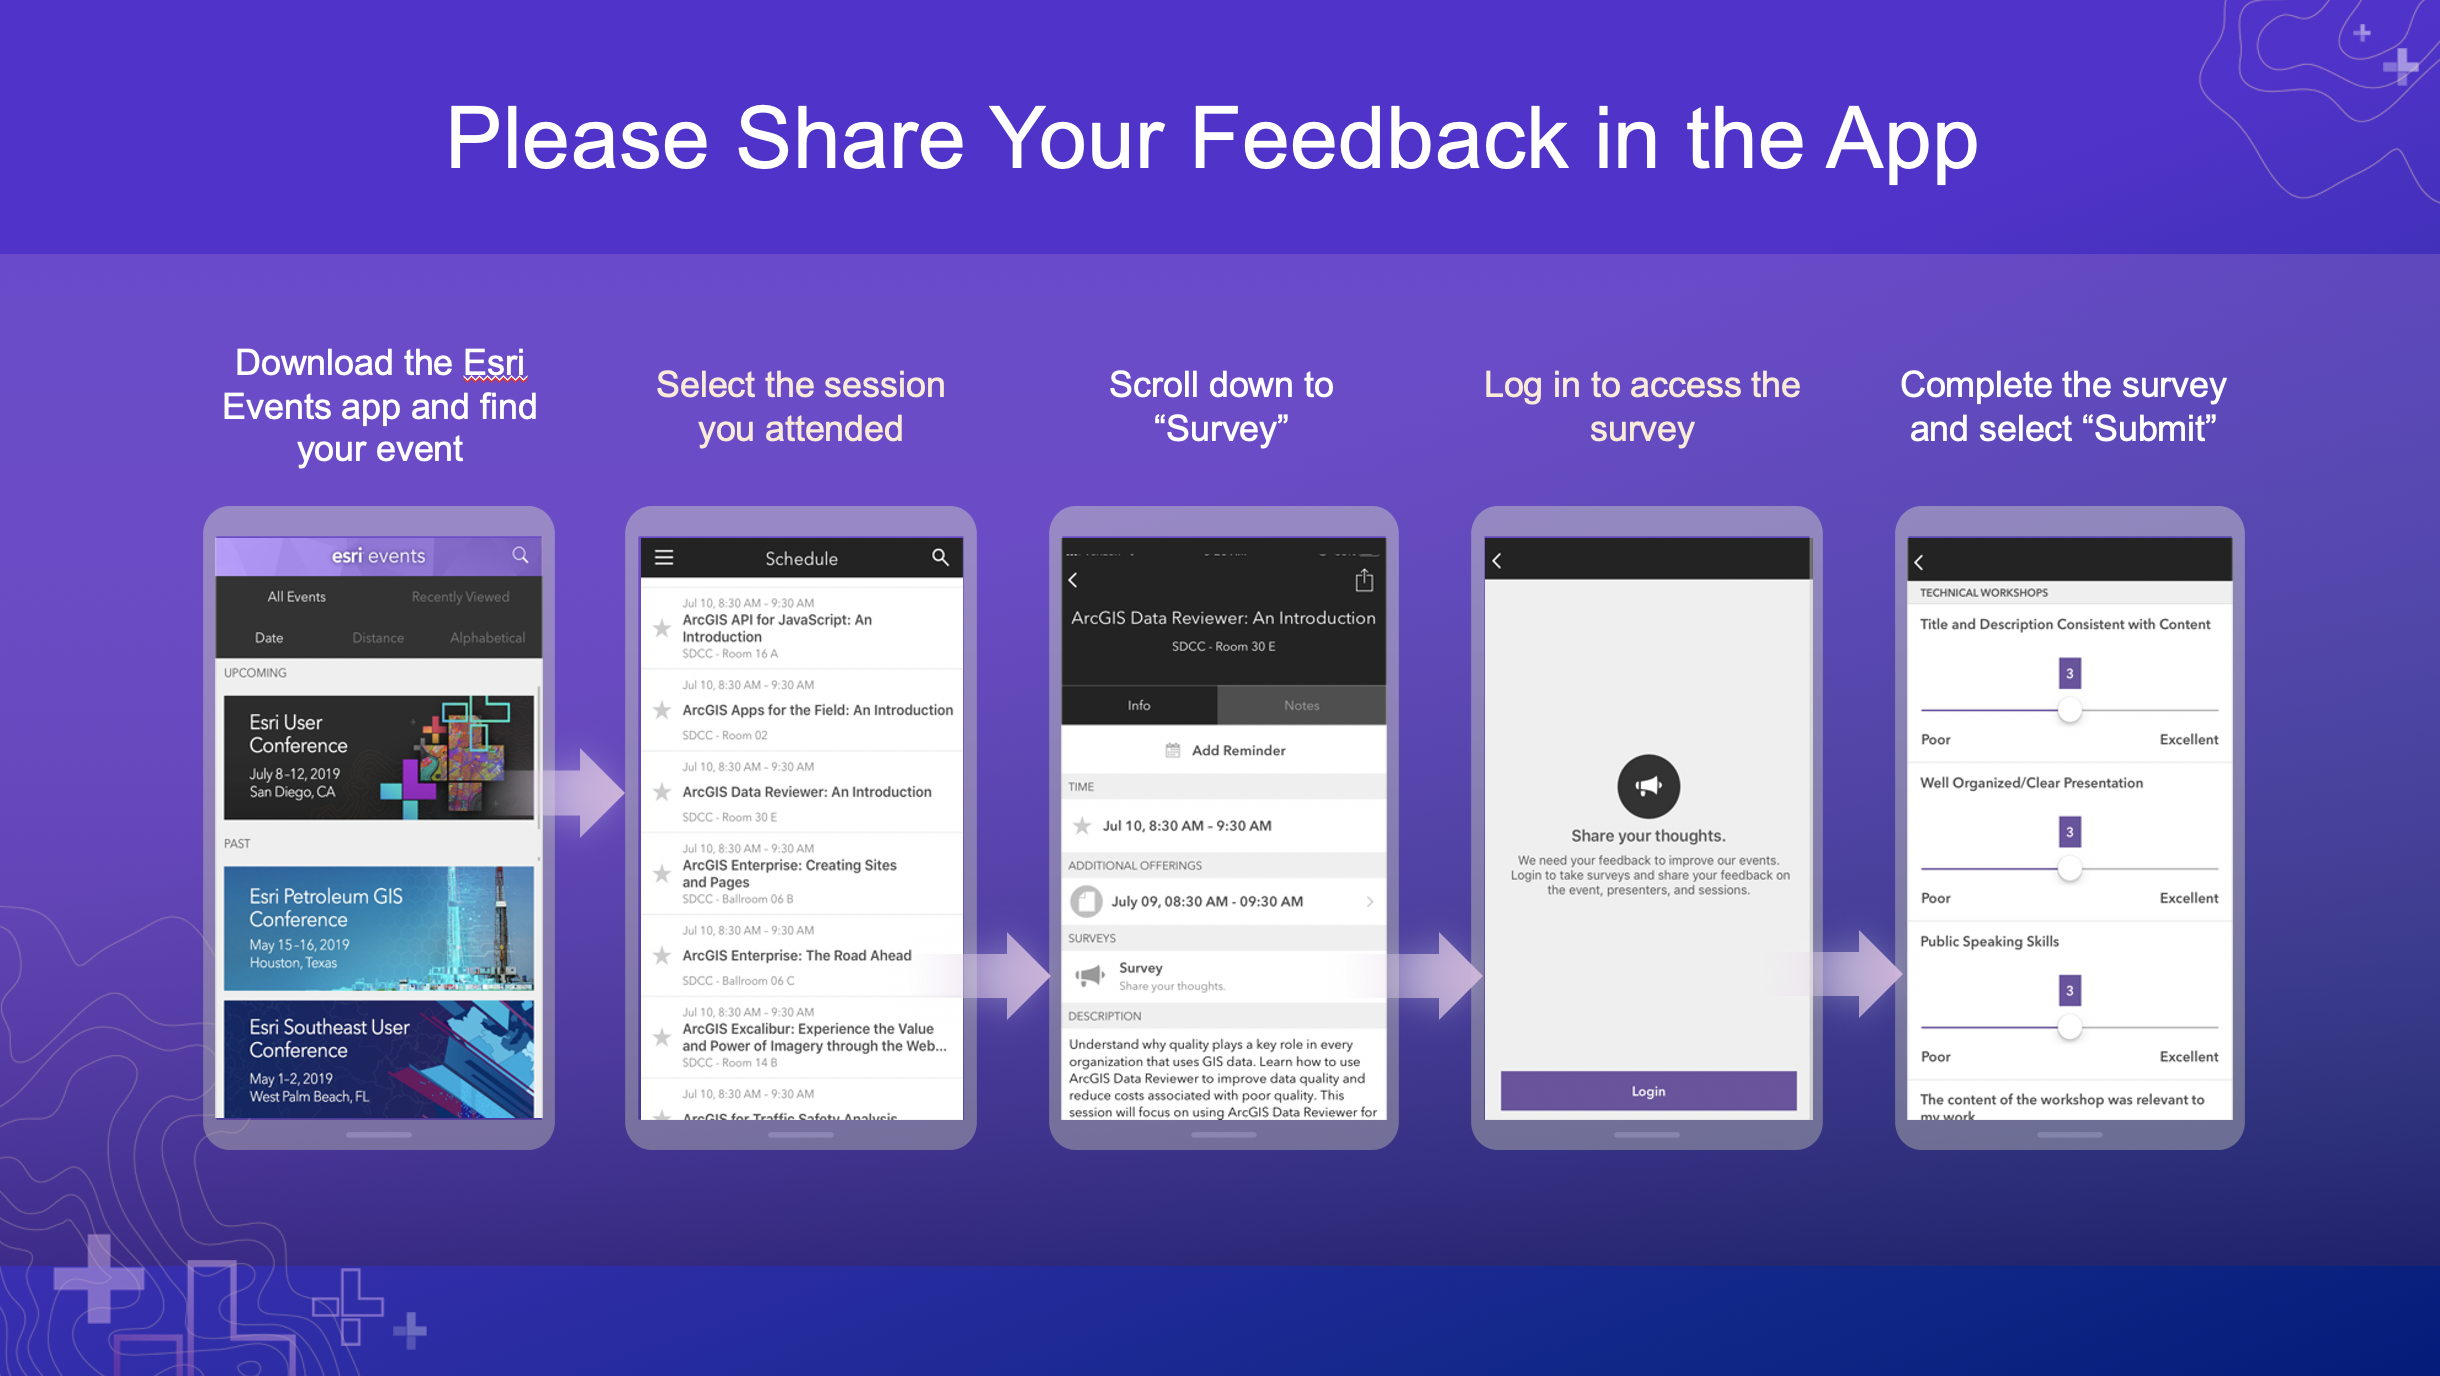 Please Share Your Feedback in the App
Download the Esri
Events app and find
your event
Select the session
you attended
Scroll down to
“Survey”
Log in to access the
survey
Complete the survey
and select “Submit”
esri events
All Events
Recently Viewed
Date
Distance
Alphabetical
UPCOMING
Esri User
Conference
July 8-12, 2019
San Diego, CA
PAST
Esri Petroleum GIS
Conference
May 15-16, 2019
Houston, Texas
Esri Southeast User
Conference
May 1-2, 2019
West Palm Beach, FL
Schedule
Jul 10, 8:30 AM - 9:30 AM
ArcGIS API for JavaScript: An
Introduction
SDCC - Room 16 A
Jul 10, 8:30 AM - 9:30 AM
ArcGIS Apps for the Field: An Introduction
SDCC - Room 02
Jul 10, 8:30 AM - 9:30 AM
ArcGIS Data Reviewer: An Introduction
SDCC - Room 30 E
Jul 10, 8:30 AM - 9:30 AM
ArcGIS Enterprise: Creating Sites
and Pages
SDCC - Ballroom 06 B
Jul 10, 8:30 AM - 9:30 AM
ArcGIS Enterprise: The Road Ahead
SDCC - Ballroom 06 C
Jul 10, 8:30 AM - 9:30 AM
ArcGIS Excalibur: Experience the Value
and Power of Imagery through the Web...
SDCC - Room 14 B
Jul 10, 8:30 AM - 9:30 AM
ArcGIS for Traffic Safety Analysis
ArcGIS Data Reviewer: An Introduction
SDCC - Room 30 E
Info
Notes
Add Reminder
TIME
Jul 10, 8:30 AM - 9:30 AM
ADDITIONAL OFFERINGS
July 09, 08:30 AM - 09:30 AM
SURVEYS
Survey
Share your thoughts.
DESCRIPTION
Understand why quality plays a key role in every
organization that uses GIS data. Learn how to use
ArcGIS Data Reviewer to improve data quality and
reduce costs associated with poor quality. This
session will focus on using ArcGIS Data Reviewer for
Share your thoughts.
We need your feedback to improve our events.
Login to take surveys and share your feedback on
the event, presenters, and sessions.
Login
TECHNICAL WORKSHOPS
Title and Description Consistent with Content
3
Poor
Excellent
Well Organized/Clear Presentation
3
Poor
Excellent
Public Speaking Skills
3
Poor
Excellent
The content of the workshop was relevant to
my work